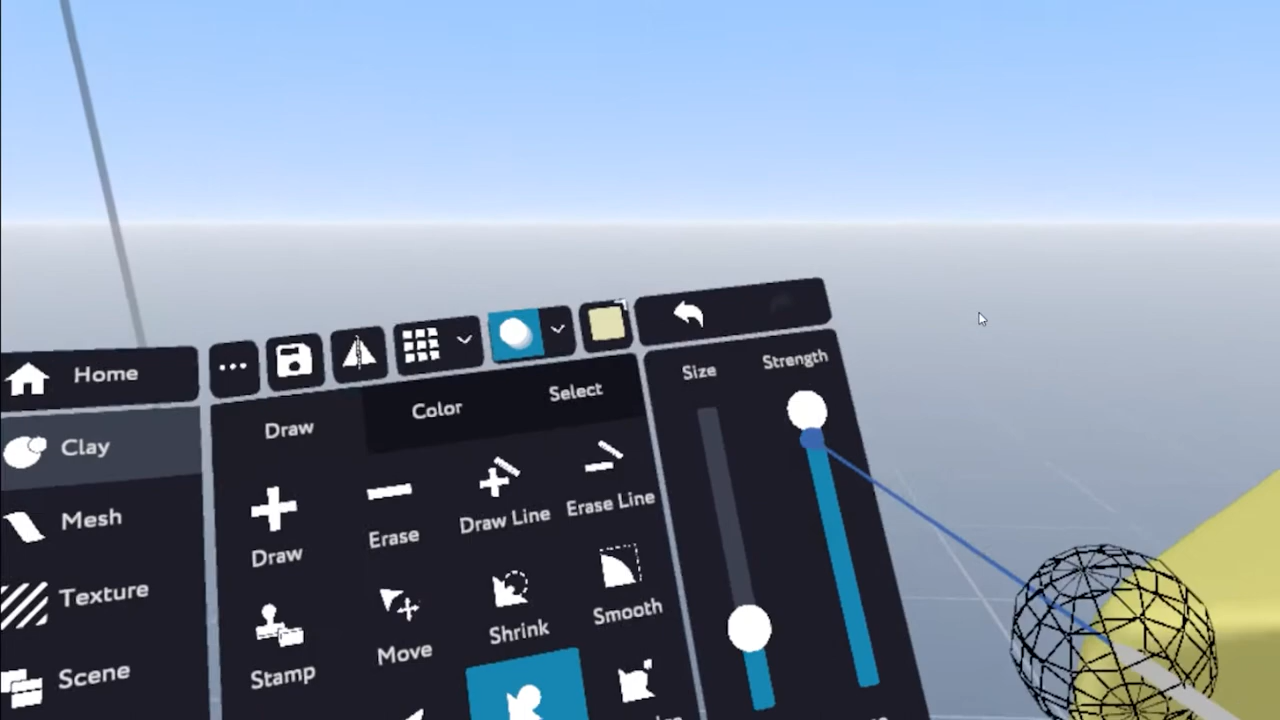 Home
Clay
Mesh
Texture
Scene
Draw
Color
Select
Size
Strength
Draw
Erase
Draw Line
Erase Line
Stamp
Move
Shrink
Smooth